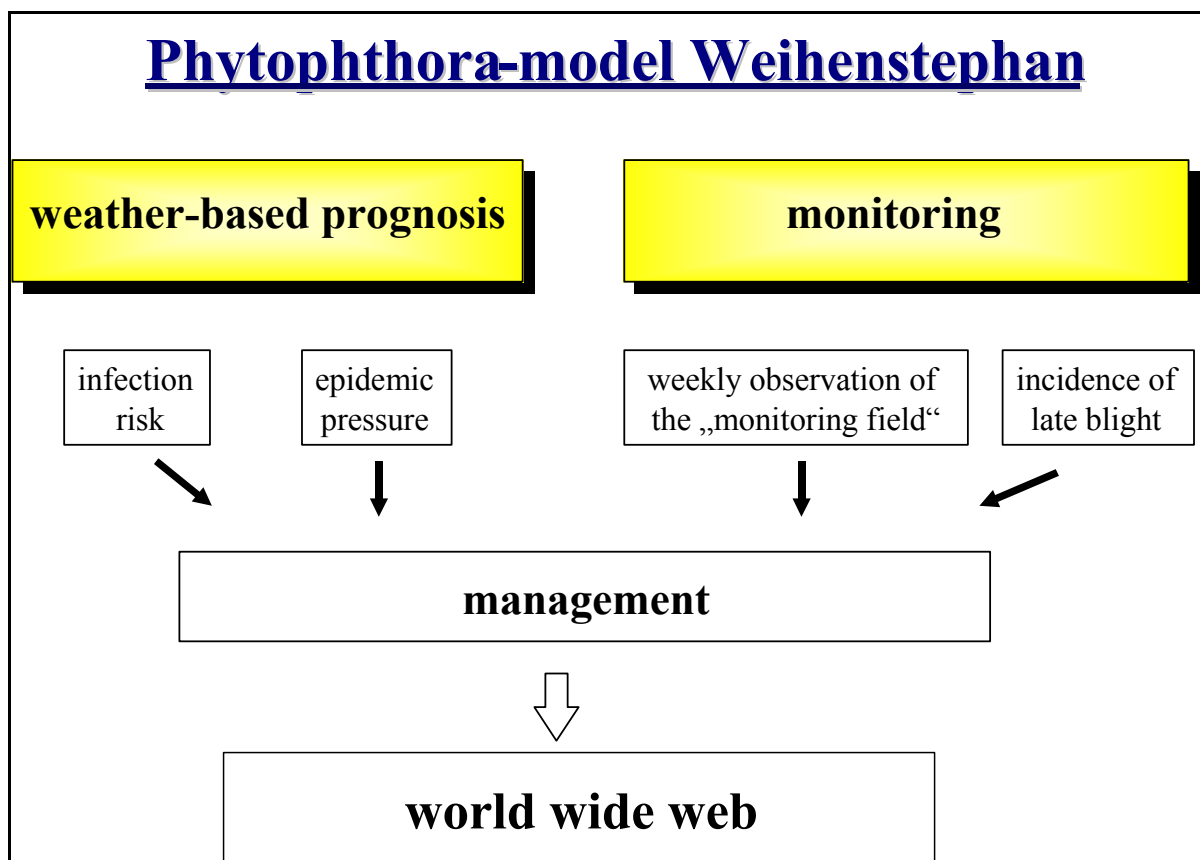 Phytophthora-model Weihenstephan
weather-based prognosis
monitoring
infection
risk
epidemic
pressure
weekly observation of
the „monitoring field“
incidence of
late blight
management
world wide web